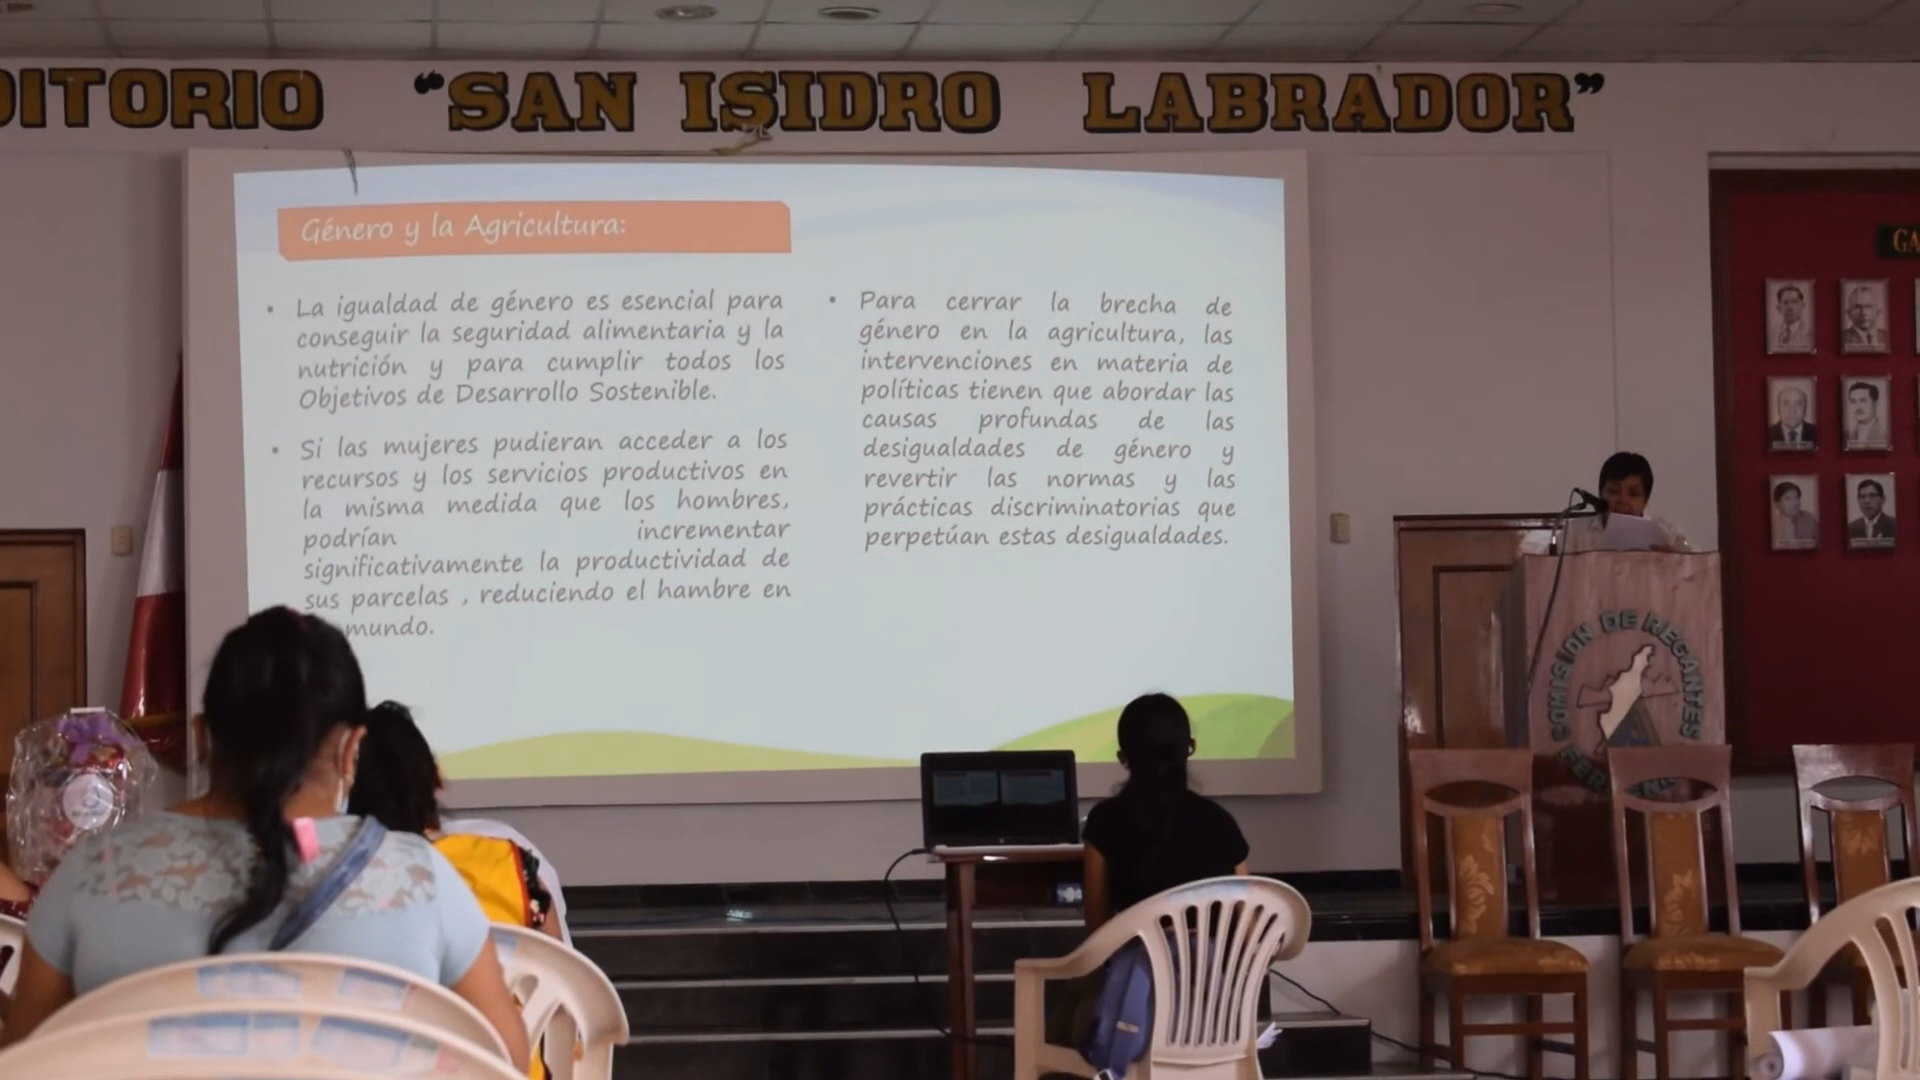 DITORIO "SAN ISIDRO LABRADOR"
Género y la Agricultura:
• La igualdad de género es esencial para
conseguir la seguridad alimentaria y la
nutrición y para cumplir todos los
Objetivos de Desarrollo Sostenible.
• Si las mujeres pudieran acceder a los
recursos y los servicios productivos en
la misma medida que los hombres,
podrían incrementar
significativamente la productividad de
sus parcelas , reduciendo el hambre en
mundo.
• Para cerrar la brecha de
género en la agricultura, las
intervenciones en materia de
políticas tienen que abordar las
causas profundas de las
desigualdades de género y
revertir las normas y las
prácticas discriminatorias que
perpetúan estas desigualdades.
GA
COMISION DE REGANTES